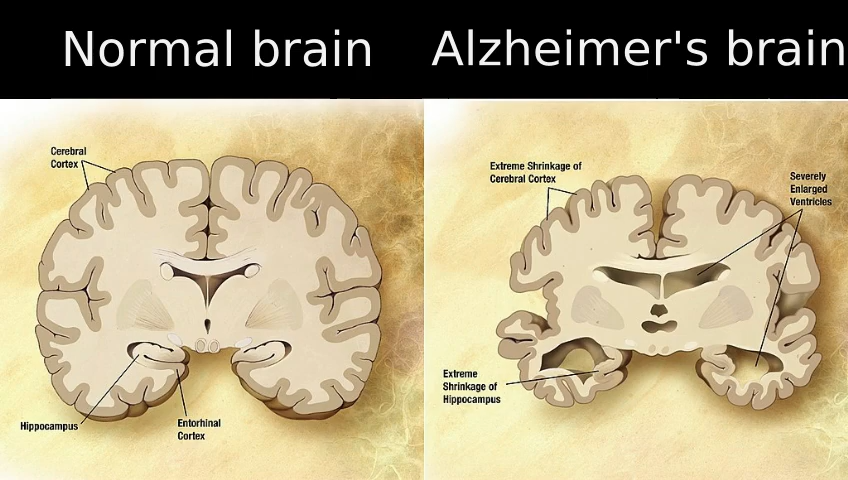 Normal brain
Alzheimer's brain
Cerebral
Cortex
Hippocampus
Entorhinal
Cortex
Extreme Shrinkage of
Cerebral Cortex
Severely
Enlarged
Ventricles
Extreme
Shrinkage of
Hippocampus